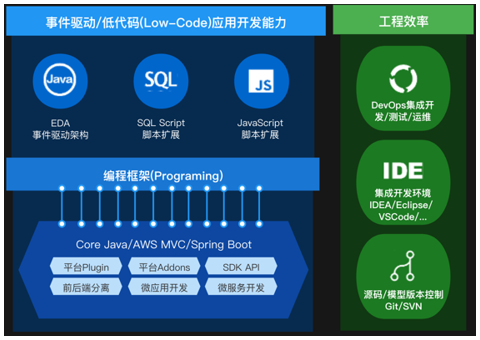 事件驱动/低代码(Low-Code)应用开发能力
Java
SQL
JS
EDA
事件驱动架构
SQL Script
脚本扩展
JavaScript
脚本扩展
编程框架(Programing)
Core Java/AWS MVC/Spring Boot
平台Plugin
平台Addons
SDK API
前后端分离
微应用开发
微服务开发
工程效率
DevOps集成开
发/测试/运维
IDE
集成开发环境
IDEA/Eclipse/
VSCode/...
源码/模型版本控制
Git/SVN